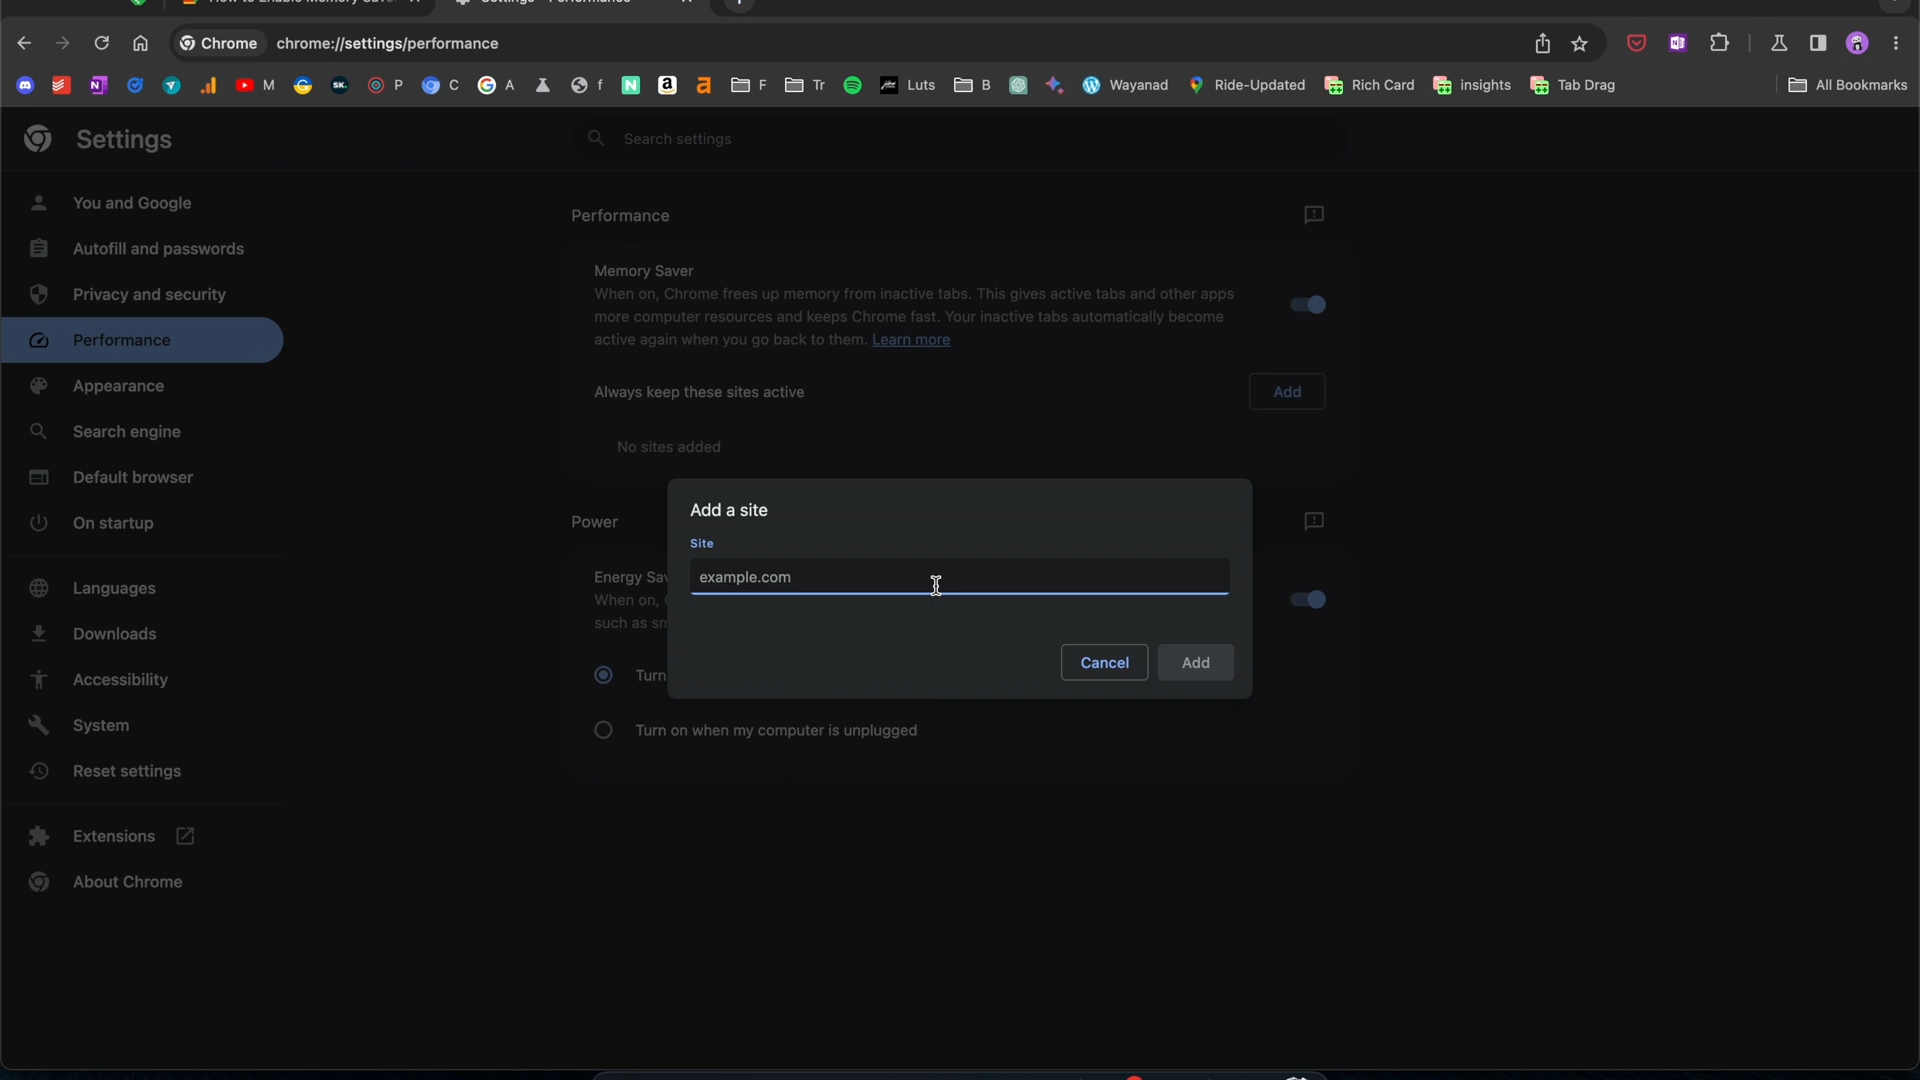 Settings - Performance
Chrome chrome://settings/performance
M SK. P C A f F Tr Luts B Wayanad Ride-Updated Rich Card insights Tab Drag All Bookmarks
Settings
Search settings
You and Google
Autofill and passwords
Privacy and security
Performance
Appearance
Search engine
Default browser
On startup
Languages
Downloads
Accessibility
System
Reset settings
Extensions
About Chrome
Performance
Memory Saver
When on, Chrome frees up memory from inactive tabs. This gives active tabs and other apps
more computer resources and keeps Chrome fast. Your inactive tabs automatically become
active again when you go back to them. Learn more
Always keep these sites active
Add
No sites added
Power
Energy Sav
When on,
such as sm
Turn
Turn on when my computer is unplugged
Add a site
Site
example.com
Cancel
Add